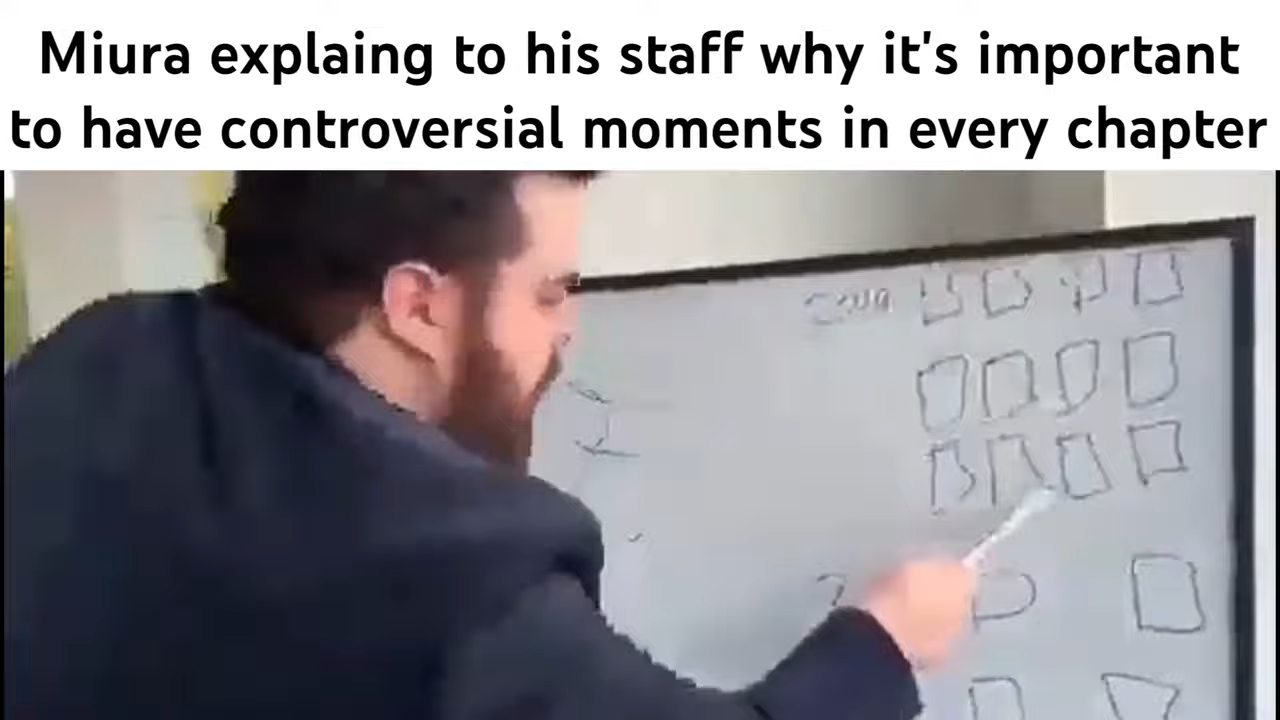 Miura explaing to his staff why it's important
to have controversial moments in every chapter